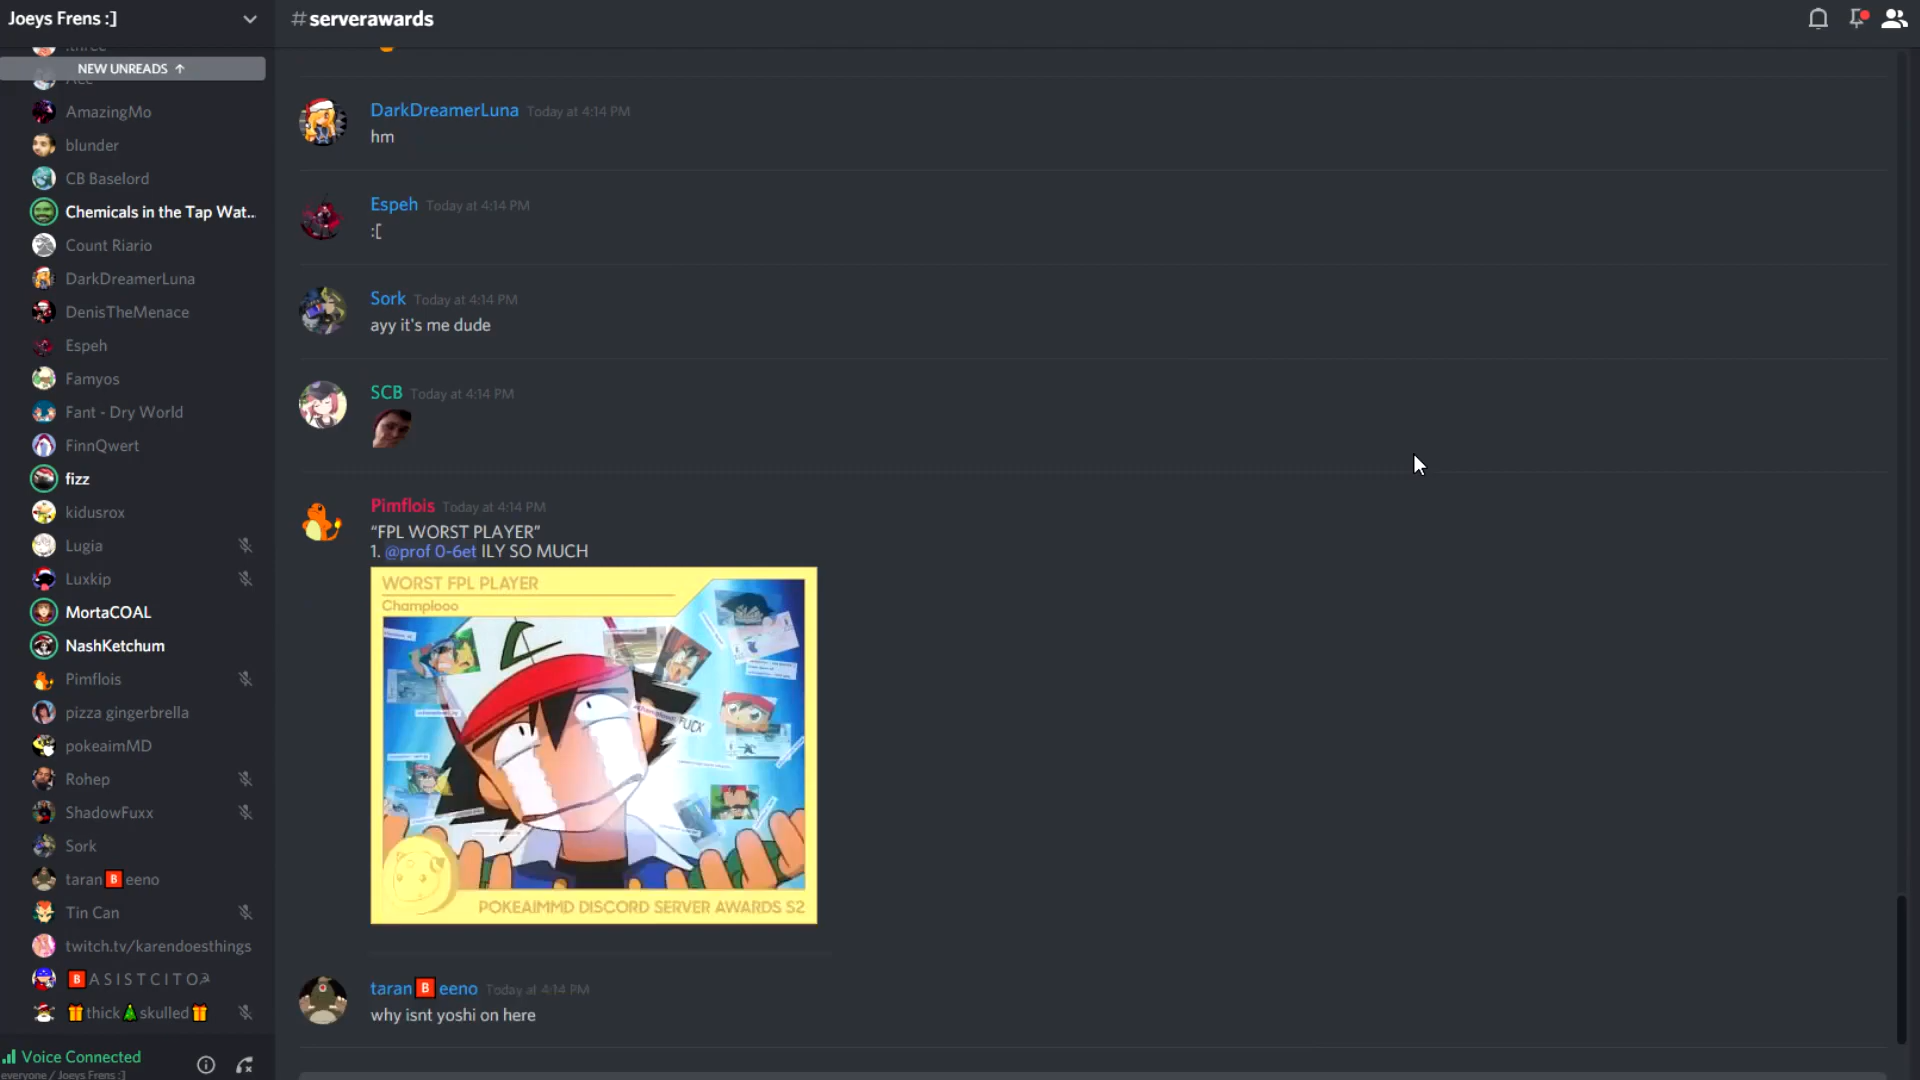 Joeys Frens :]
# serverawards
NEW UNREADS ↑
AmazingMo
blunder
CB Baselord
Chemicals in the Tap Wat...
Count Riario
DarkDreamerLuna
DenisTheMenace
Espeh
Famyos
Fant - Dry World
FinnQwert
fizz
kidusrox
Lugia
Luxkip
MortaCOAL
NashKetchum
Pimflois
pizza gingerbrella
pokeaimMD
Rohep
ShadowFuxx
Sork
taran B eeno
Tin Can
twitch.tv/karendoesthings
B A S I S T C I T O
thick skulled
Voice Connected
everyone / Joeys Frens :]
DarkDreamerLuna Today at 4:14 PM
hm
Espeh Today at 4:14 PM
:[
Sork Today at 4:14 PM
ayy it's me dude
SCB Today at 4:14 PM
Pimflois Today at 4:14 PM
“FPL WORST PLAYER”
1. @prof 0-6et ILY SO MUCH
WORST FPL PLAYER
Champlooo
FUCK
POKEAIMMD DISCORD SERVER AWARDS S2
taran B eeno Today at 4:14 PM
why isnt yoshi on here